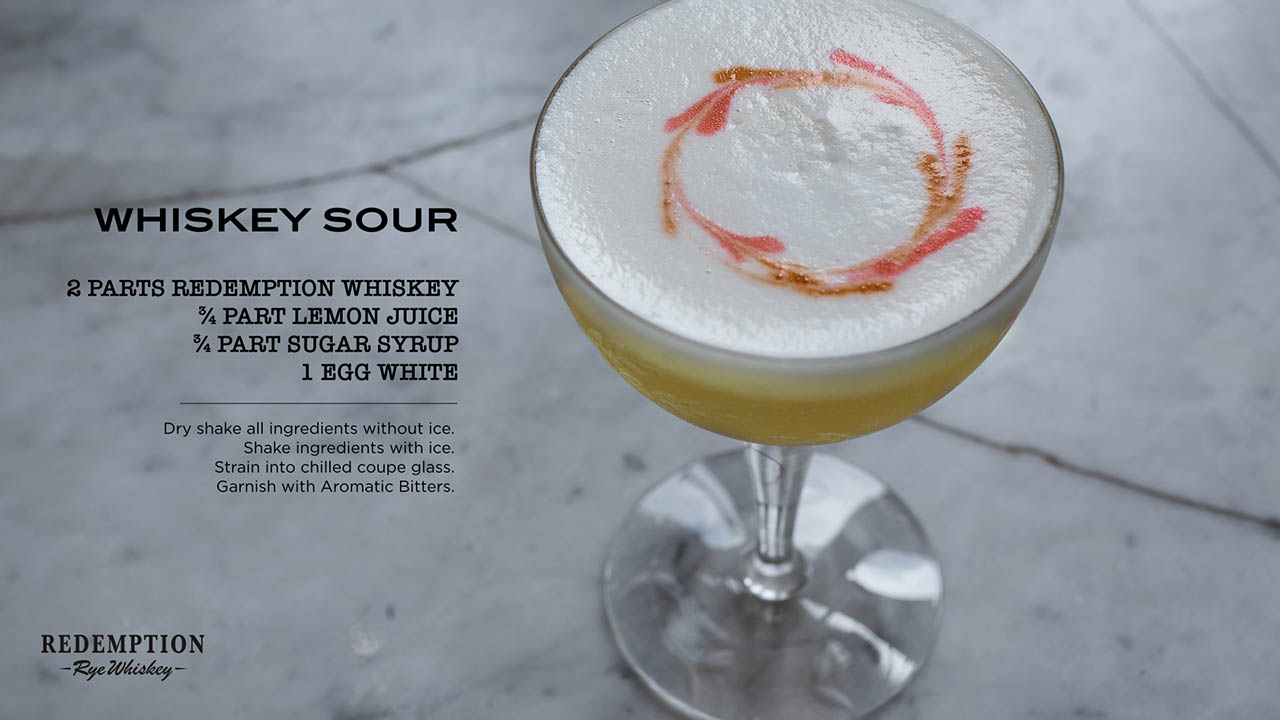 WHISKEY SOUR
2 PARTS REDEMPTION WHISKEY
¾ PART LEMON JUICE
¾ PART SUGAR SYRUP
1 EGG WHITE
Dry shake all ingredients without ice.
Shake ingredients with ice.
Strain into chilled coupe glass.
Garnish with Aromatic Bitters.
REDEMPTION
-Rye Whiskey-